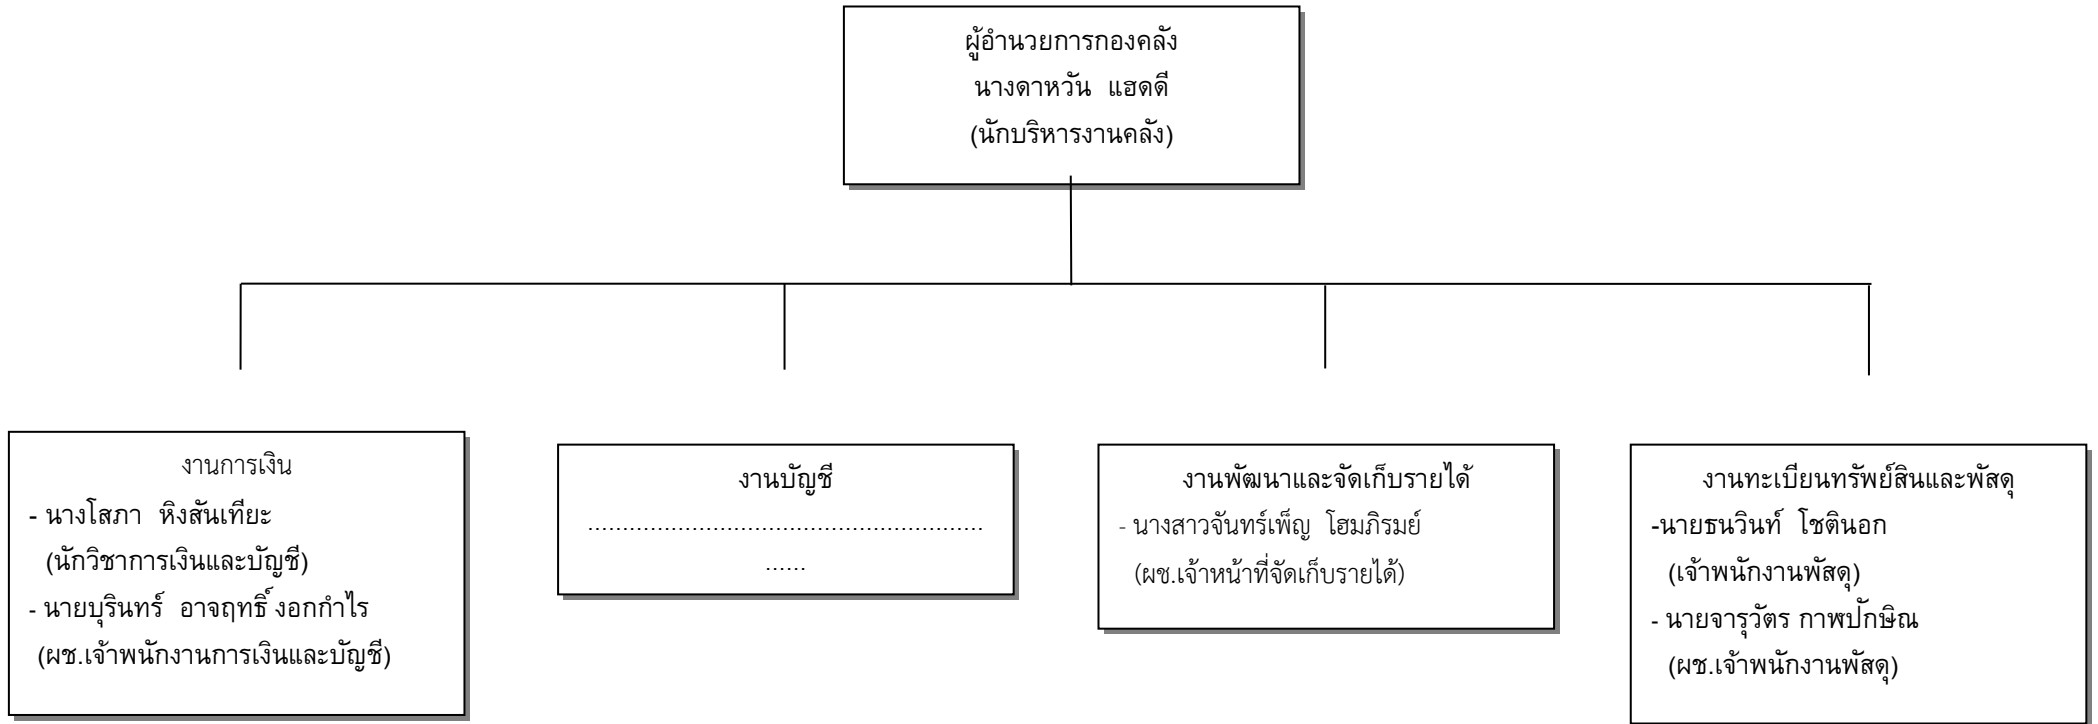 ผู้อำนวยการกองคลัง
นางดาหวัน แฮดดี
(นักบริหารงานคลัง)
งานการเงิน
- นางโสภา หิงสันเทียะ
(นักวิชาการเงินและบัญชี)
- นายบุรินทร์ อาจฤทธิ์ งอกกำไร
(ผช.เจ้าพนักงานการเงินและบัญชี)
งานบัญชี
.........................................................
......
งานพัฒนาและจัดเก็บรายได้
- นางสาวจันทร์เพ็ญ โฮมภิรมย์
(ผช.เจ้าหน้าที่จัดเก็บรายได้)
งานทะเบียนทรัพย์สินและพัสดุ
-นายธนวินท์ โชตินอก
(เจ้าพนักงานพัสดุ)
- นายจารุวัตร กาฬปักษิณ
(ผช.เจ้าพนักงานพัสดุ)